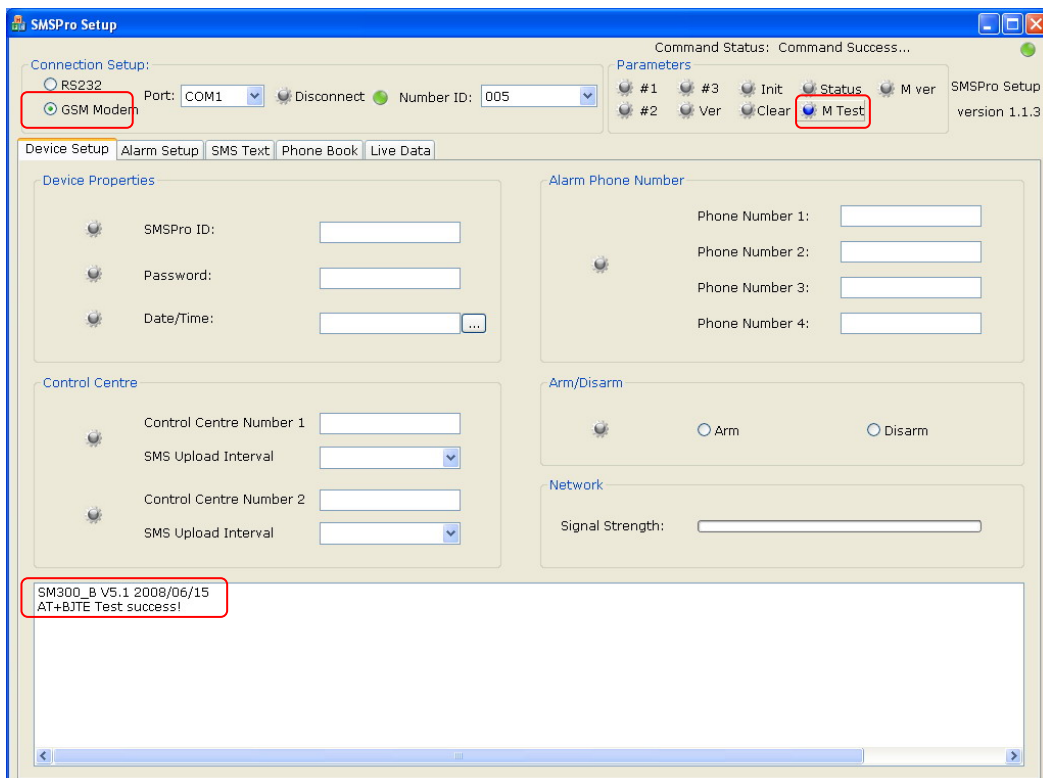 SMSPro Setup
Command Status: Command Success...
Connection Setup:
Parameters
RS232
GSM Modem
Port: COM1 Disconnect Number ID: 005
#1 #3 Init Status M ver
#2 Ver Clear M Test
SMSPro Setup
version 1.1.3
Device Setup Alarm Setup SMS Text Phone Book Live Data
Device Properties
SMSPro ID:
Password:
Date/Time:
...
Alarm Phone Number
Phone Number 1:
Phone Number 2:
Phone Number 3:
Phone Number 4:
Control Centre
Control Centre Number 1
SMS Upload Interval
Control Centre Number 2
SMS Upload Interval
Arm/Disarm
Arm Disarm
Network
Signal Strength:
SM300_B V5.1 2008/06/15
AT+BJTE Test success!